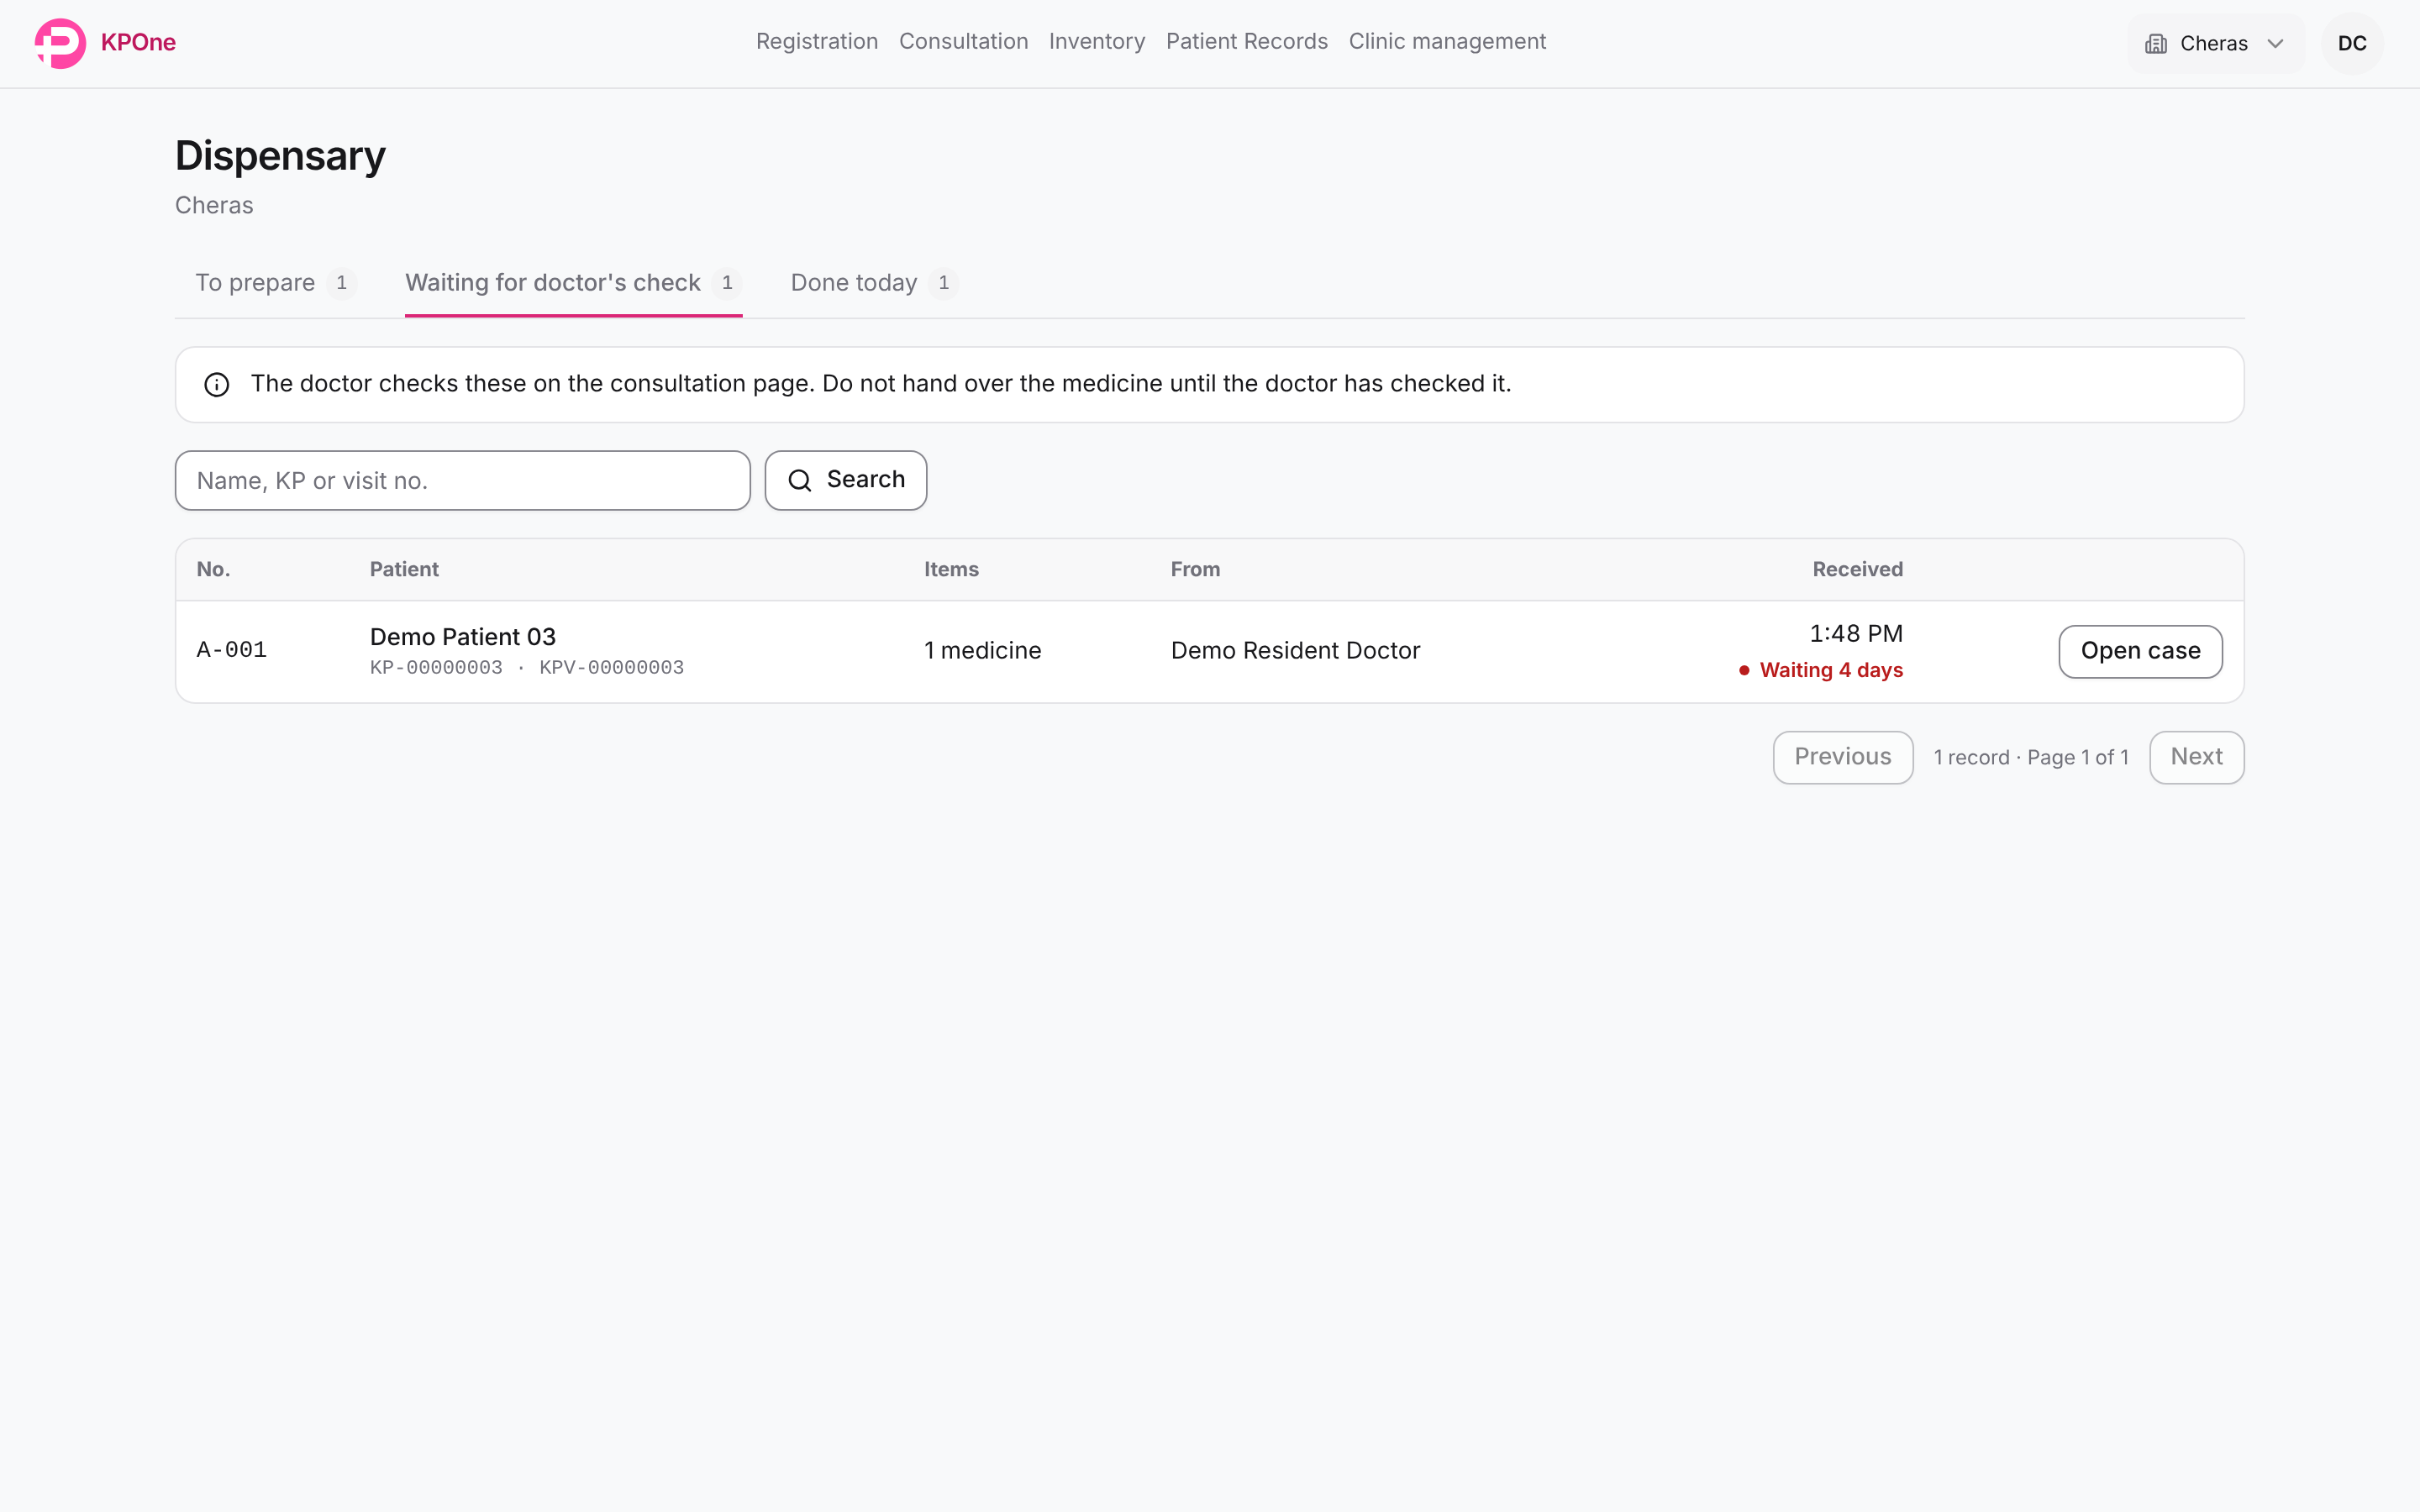 KPOne
Registration Consultation Inventory Patient Records Clinic management
Cheras
DC
Dispensary
Cheras
To prepare 1 Waiting for doctor's check 1 Done today 1
The doctor checks these on the consultation page. Do not hand over the medicine until the doctor has checked it.
Name, KP or visit no. Search
No. Patient Items From Received
A-001 Demo Patient 03 1 medicine Demo Resident Doctor 1:48 PM Open case
KP-00000003 · KPV-00000003 Waiting 4 days
Previous 1 record · Page 1 of 1 Next